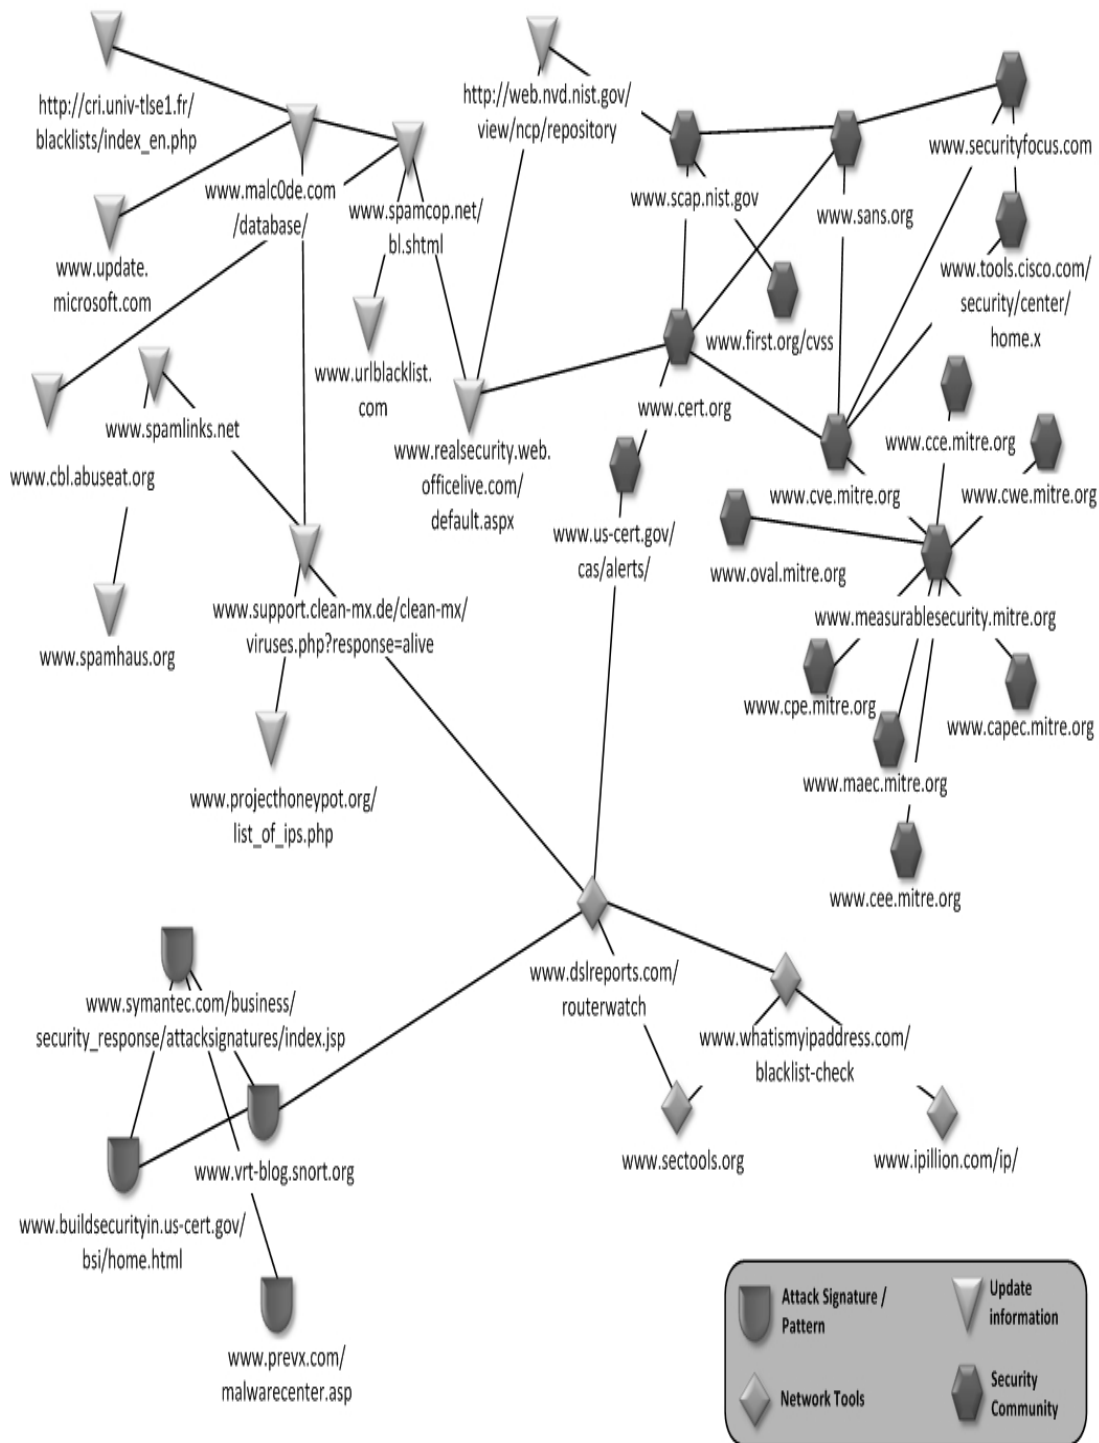 http://cri.univ-tlse1.fr/
blacklists/index_en.php
http://web.nvd.nist.gov/
view/ncp/repository
www.securityfocus.com
www.malc0de.com
/database/
www.spamcop.net/
bl.shtml
www.scap.nist.gov
www.sans.org
www.update.
microsoft.com
www.tools.cisco.com/
security/center/
home.x
www.first.org/cvss
www.urlblacklist.
com
www.cert.org
www.spamlinks.net
www.cce.mitre.org
www.cbl.abuseat.org
www.realsecurity.web.
officelive.com/
default.aspx
www.cve.mitre.org
www.cwe.mitre.org
www.us-cert.gov/
cas/alerts/
www.oval.mitre.org
www.support.clean-mx.de/clean-mx/
viruses.php?response=alive
www.measurablesecurity.mitre.org
www.spamhaus.org
www.cpe.mitre.org
www.capec.mitre.org
www.maec.mitre.org
www.projecthoneypot.org/
list_of_ips.php
www.cee.mitre.org
www.dslreports.com/
routerwatch
www.symantec.com/business/
security_response/attacksignatures/index.jsp
www.whatismyipaddress.com/
blacklist-check
www.sectools.org
www.ipillion.com/ip/
www.vrt-blog.snort.org
www.buildsecurityin.us-cert.gov/
bsi/home.html
www.prevx.com/
malwarecenter.asp
Attack Signature /
Pattern
Update
information
Network Tools
Security
Community